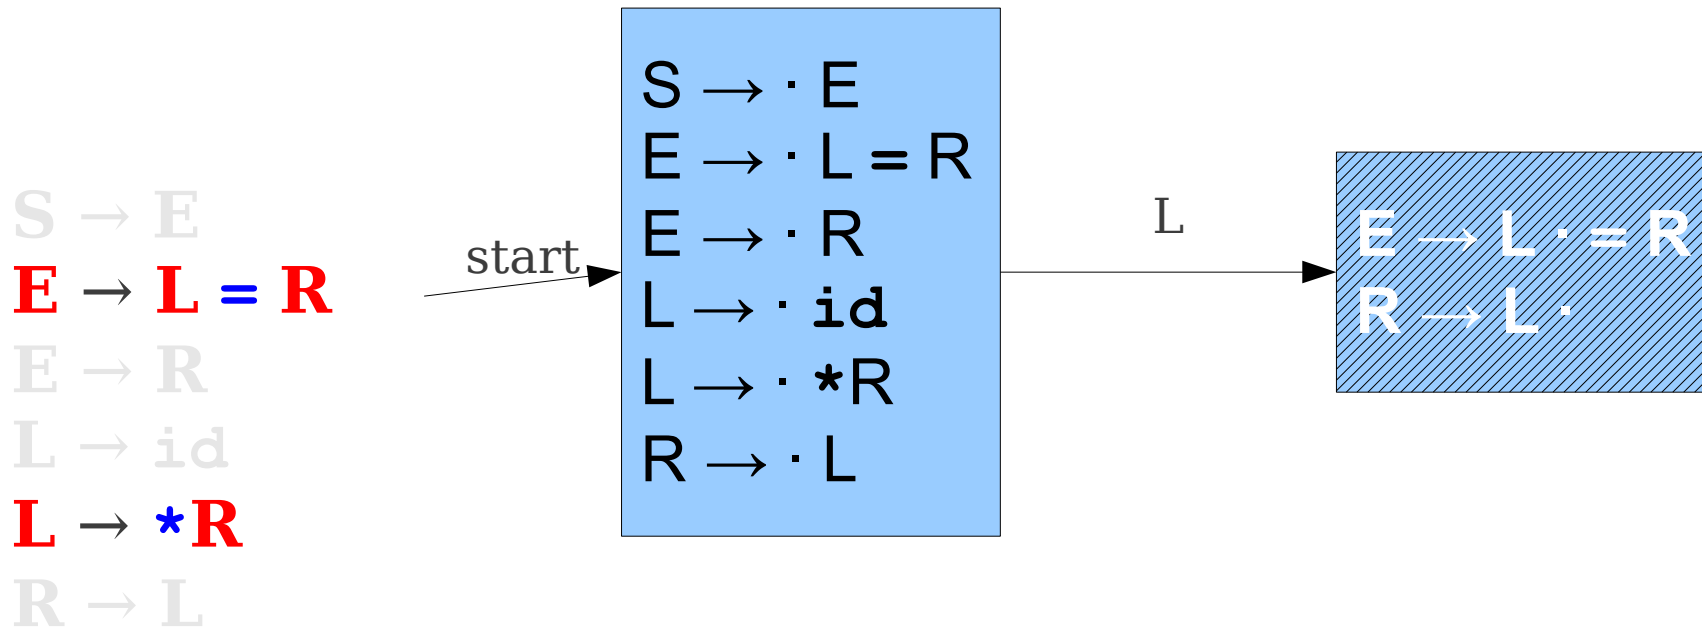 S → E
E → L = R
E → R
L → id
L → *R
R → L
start
S → · E
E → · L = R
E → · R
L → · id
L → · *R
R → · L
L
E → L · = R
R → L ·